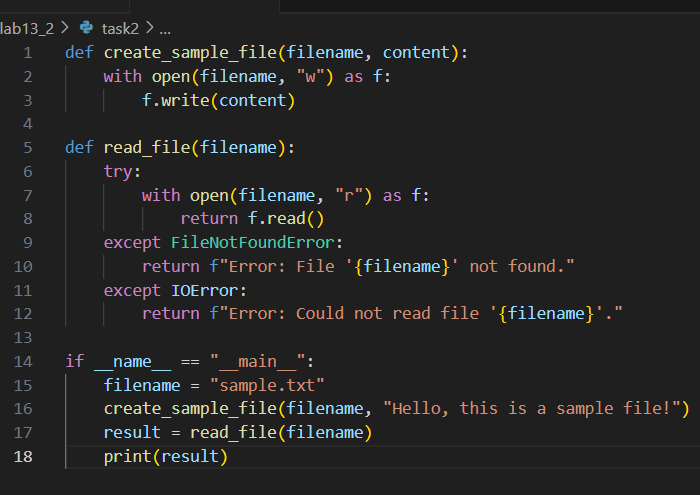 lab13_2 > task2 > ...
1 def create_sample_file(filename, content):
2     with open(filename, "w") as f:
3         f.write(content)
4
5 def read_file(filename):
6     try:
7         with open(filename, "r") as f:
8             return f.read()
9     except FileNotFoundError:
10         return f"Error: File '{filename}' not found."
11     except IOError:
12         return f"Error: Could not read file '{filename}'."
13
14 if __name__ == "__main__":
15     filename = "sample.txt"
16     create_sample_file(filename, "Hello, this is a sample file!")
17     result = read_file(filename)
18     print(result)